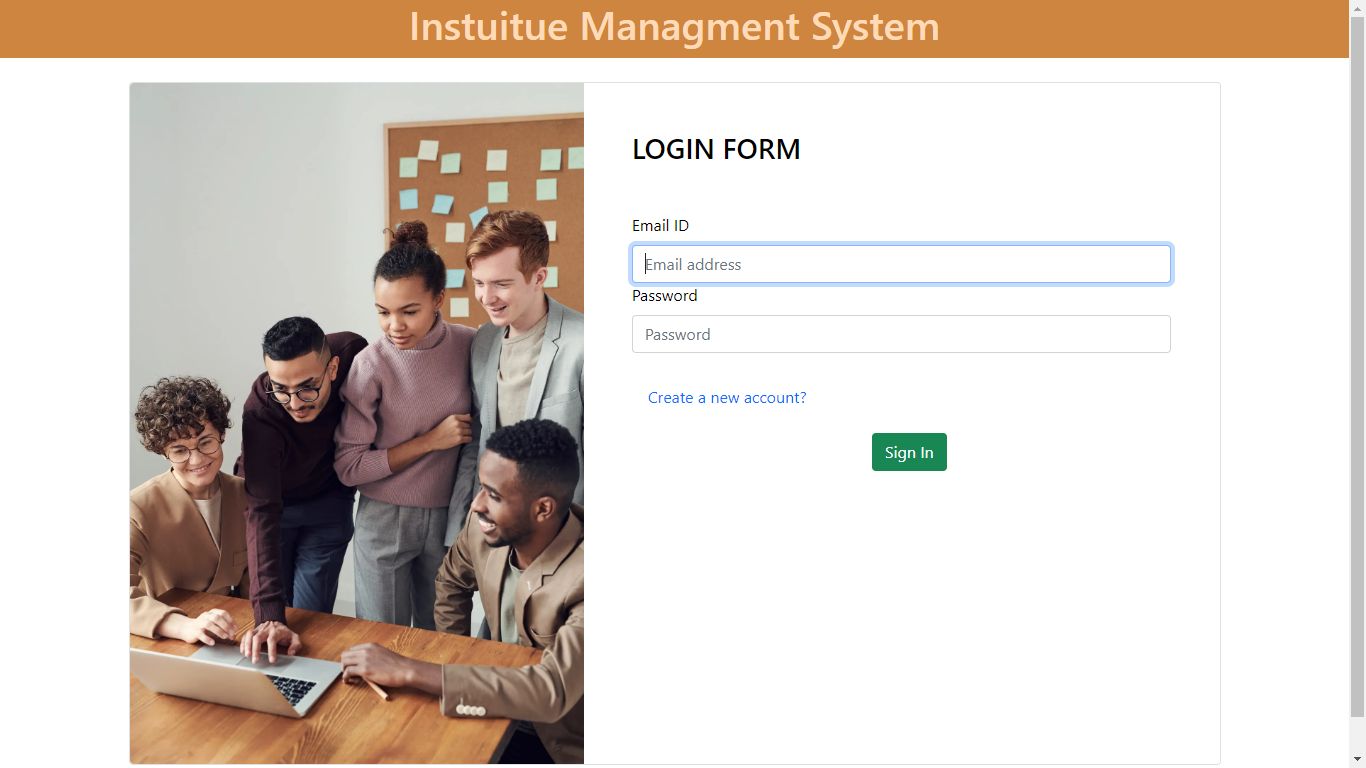 Instuitue Managment System
LOGIN FORM
Email ID
Email address
Password
Password
Create a new account?
Sign In